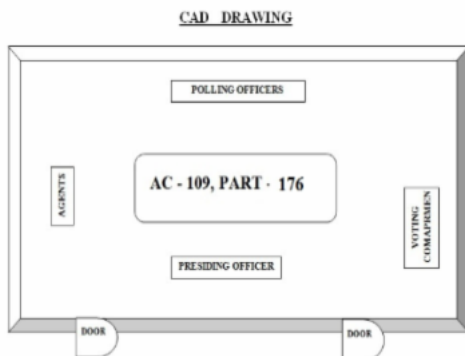 CAD DRAWING
POLLING OFFICERS
AGENTS
AC - 109, PART - 176
VOTING
COMAPRMEN
PRESIDING OFFICER
DOOR
DOOR